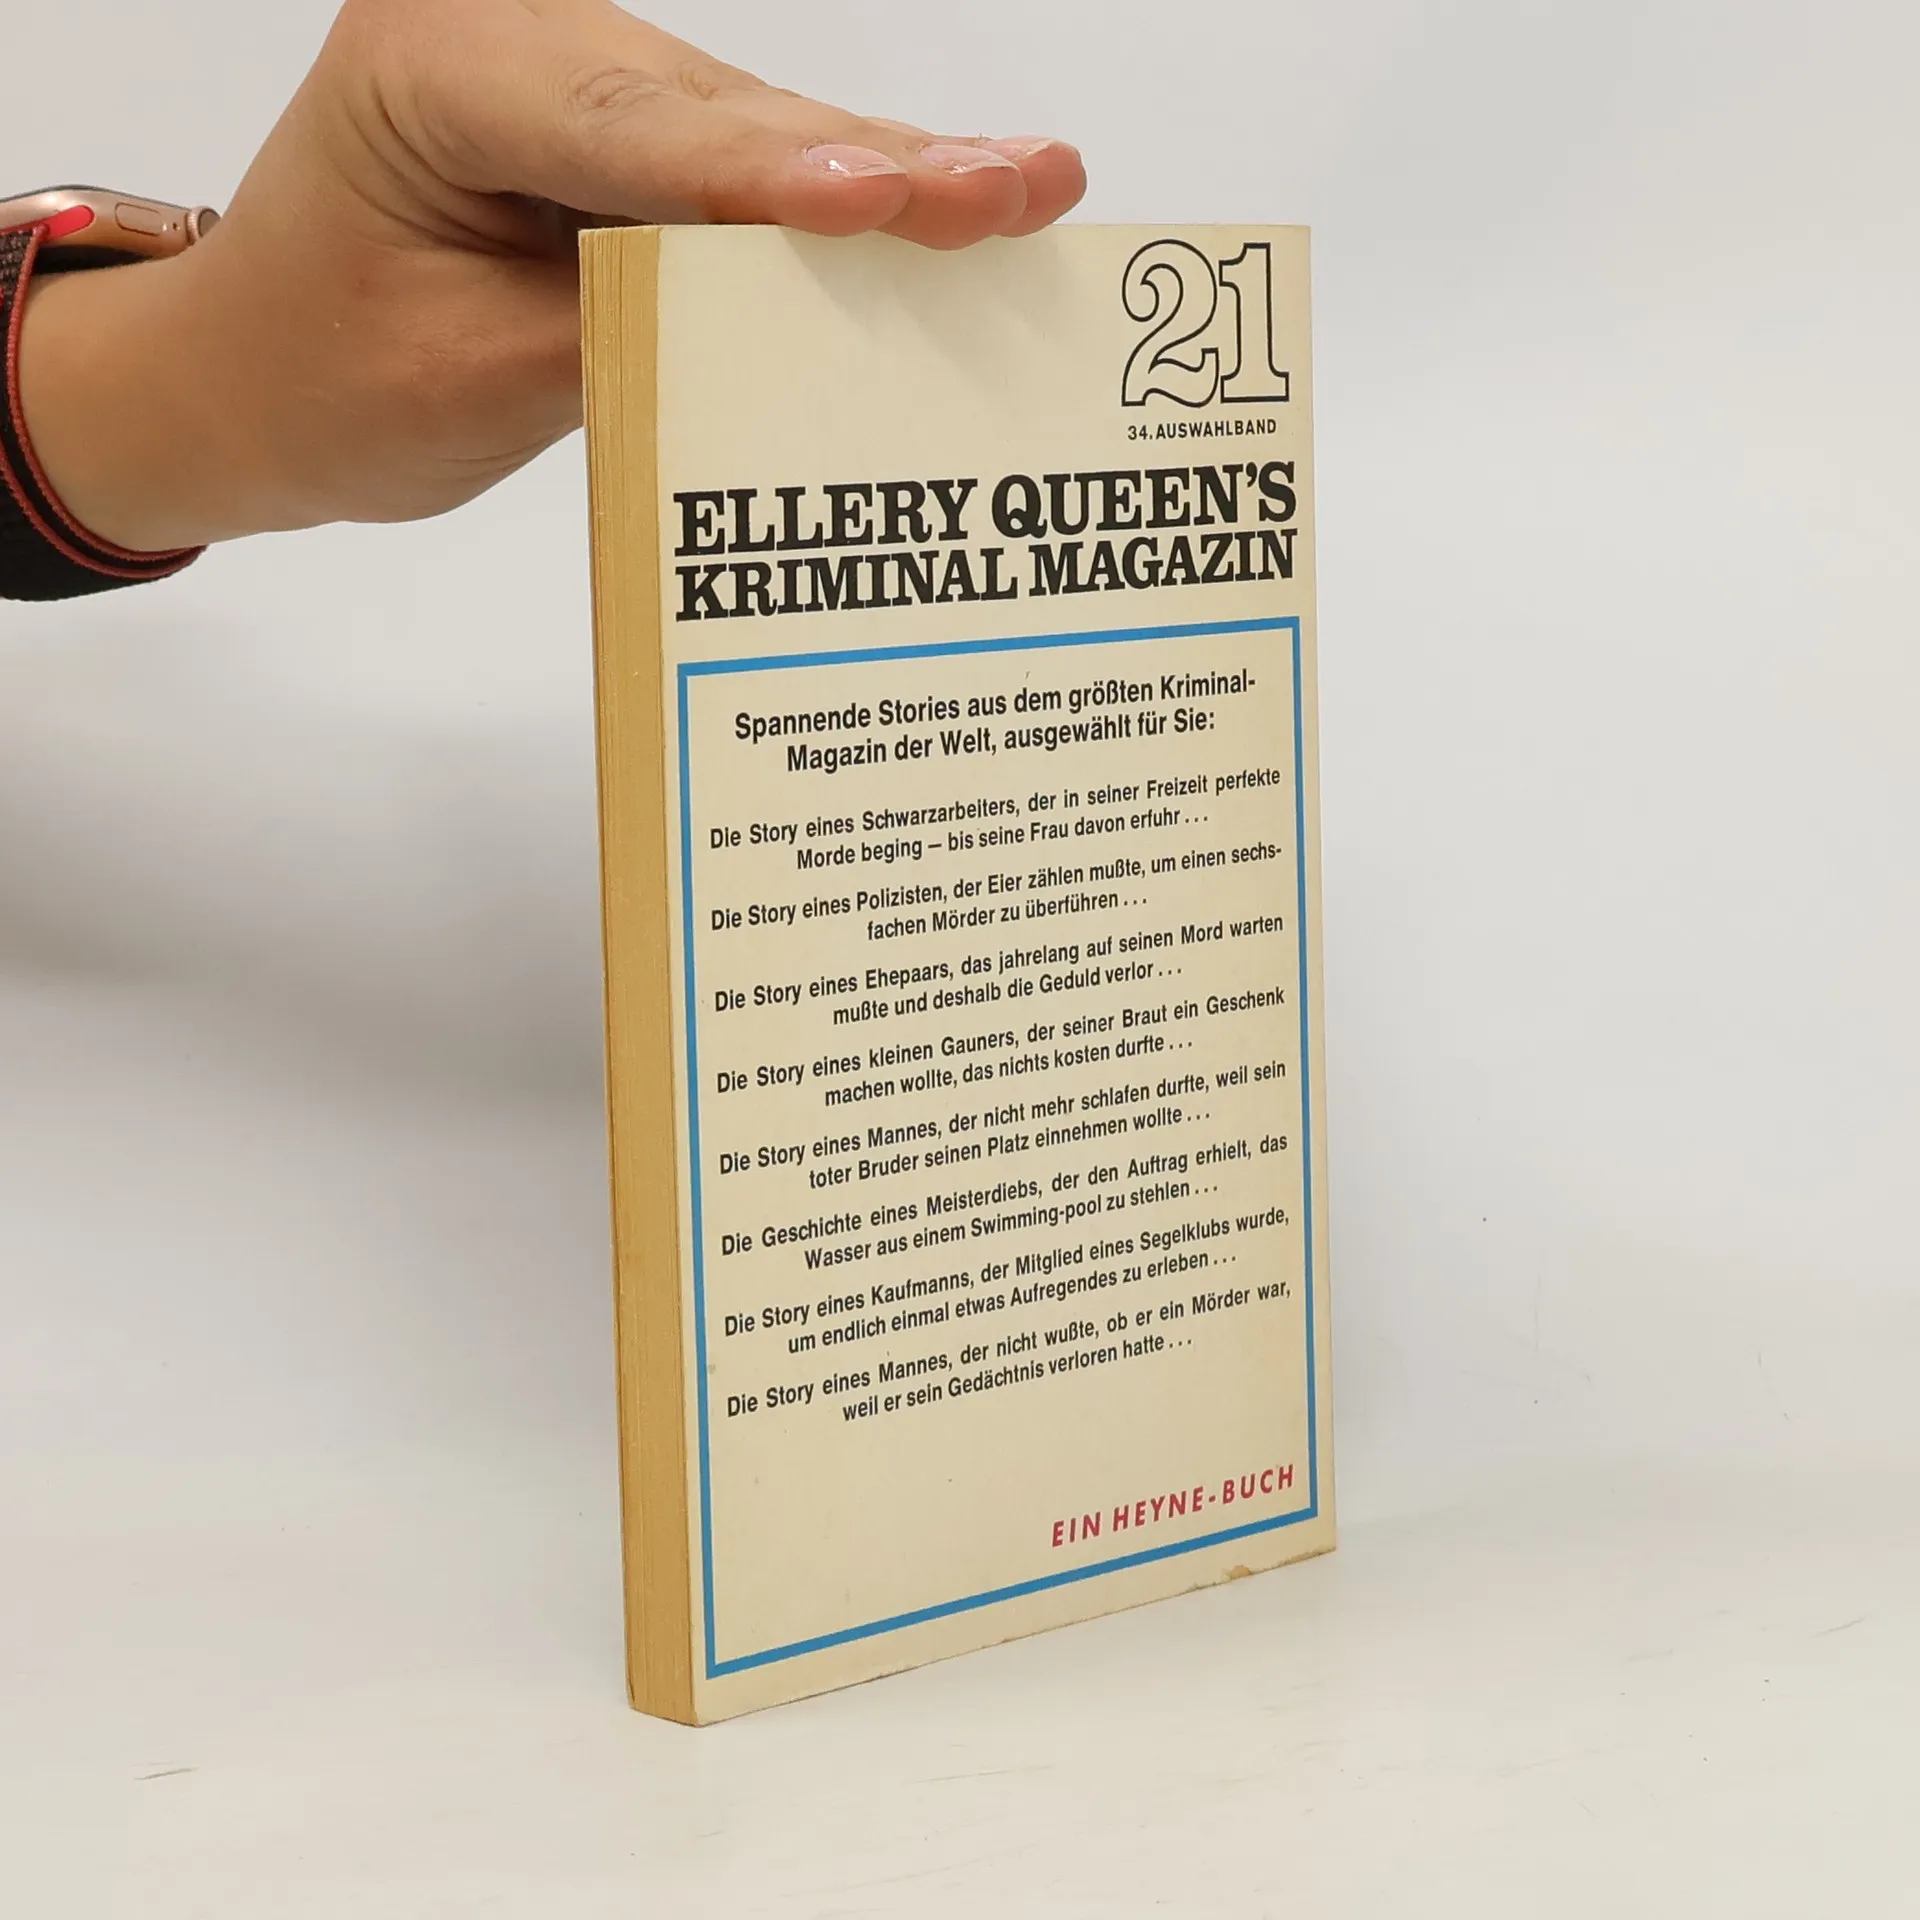 21
34. AUSWAHLBAND
ELLERY QUEEN'S
KRIMINAL MAGAZIN
Spannende Stories aus dem größten Kriminal-
Magazin der Welt, ausgewählt für Sie:
Die Story eines Schwarzarbeiters, der in seiner Freizeit perfekte
Morde beging – bis seine Frau davon erfuhr . . .
Die Story eines Polizisten, der Eier zählen mußte, um einen sechs-
fachen Mörder zu überführen . . .
Die Story eines Ehepaars, das jahrelang auf seinen Mord warten
mußte und deshalb die Geduld verlor . . .
Die Story eines kleinen Gauners, der seiner Braut ein Geschenk
machen wollte, das nichts kosten durfte . . .
Die Story eines Mannes, der nicht mehr schlafen durfte, weil sein
toter Bruder seinen Platz einnehmen wollte . . .
Die Geschichte eines Meisterdiebs, der den Auftrag erhielt, das
Wasser aus einem Swimming-pool zu stehlen . . .
Die Story eines Kaufmanns, der Mitglied eines Segelklubs wurde,
um endlich einmal etwas Aufregendes zu erleben . . .
Die Story eines Mannes, der nicht wußte, ob er ein Mörder war,
weil er sein Gedächtnis verloren hatte . . .
EIN HEYNE-BUCH